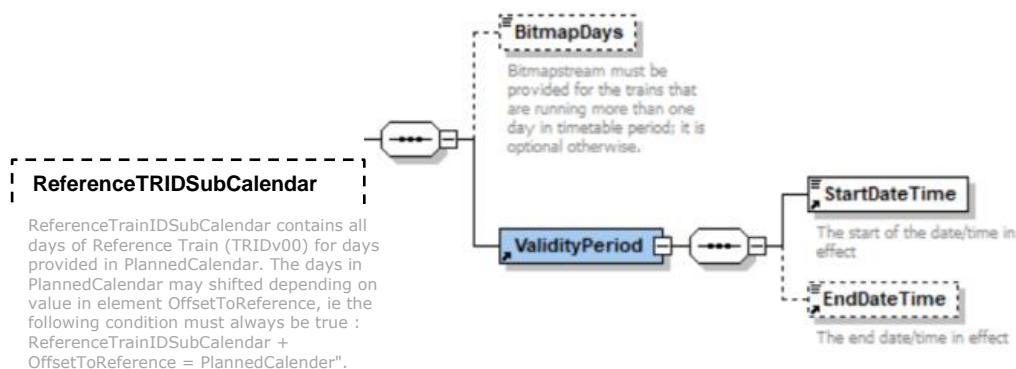 BitmapDays
Bitmapstream must be
provided for the trains that
are running more than one
day in timetable period; it is
optional otherwise.
ReferenceTRIDSubCalendar
ReferenceTrainIDSubCalendar contains all
days of Reference Train (TRIDv00) for days
provided in PlannedCalendar. The days in
PlannedCalendar may shifted depending on
value in element OffsetToReference, ie the
following condition must always be true :
ReferenceTrainIDSubCalendar +
OffsetToReference = PlannedCalender".
ValidityPeriod
StartDateTime
The start of the date/time in
effect
EndDateTime
The end date/time in effect